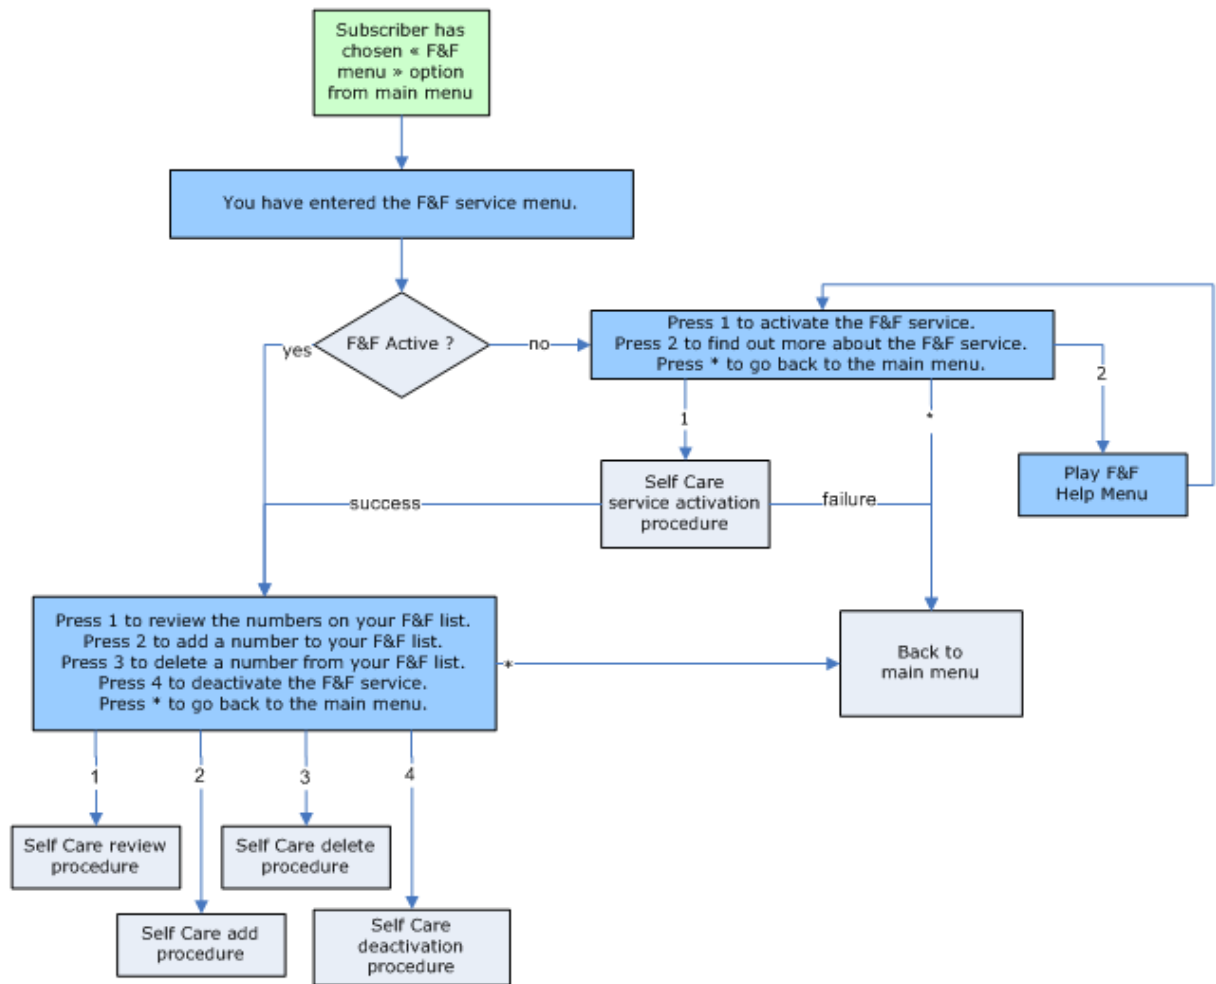 Subscriber has
chosen « F&F
menu » option
from main menu
You have entered the F&F service menu.
F&F Active ?
yes
no
Press 1 to activate the F&F service.
Press 2 to find out more about the F&F service.
Press * to go back to the main menu.
2
1
*
Play F&F
Help Menu
Self Care
service activation
procedure
success
failure
Press 1 to review the numbers on your F&F list.
Press 2 to add a number to your F&F list.
Press 3 to delete a number from your F&F list.
Press 4 to deactivate the F&F service.
Press * to go back to the main menu.
*
Back to
main menu
1
2
3
4
Self Care review
procedure
Self Care delete
procedure
Self Care add
procedure
Self Care
deactivation
procedure